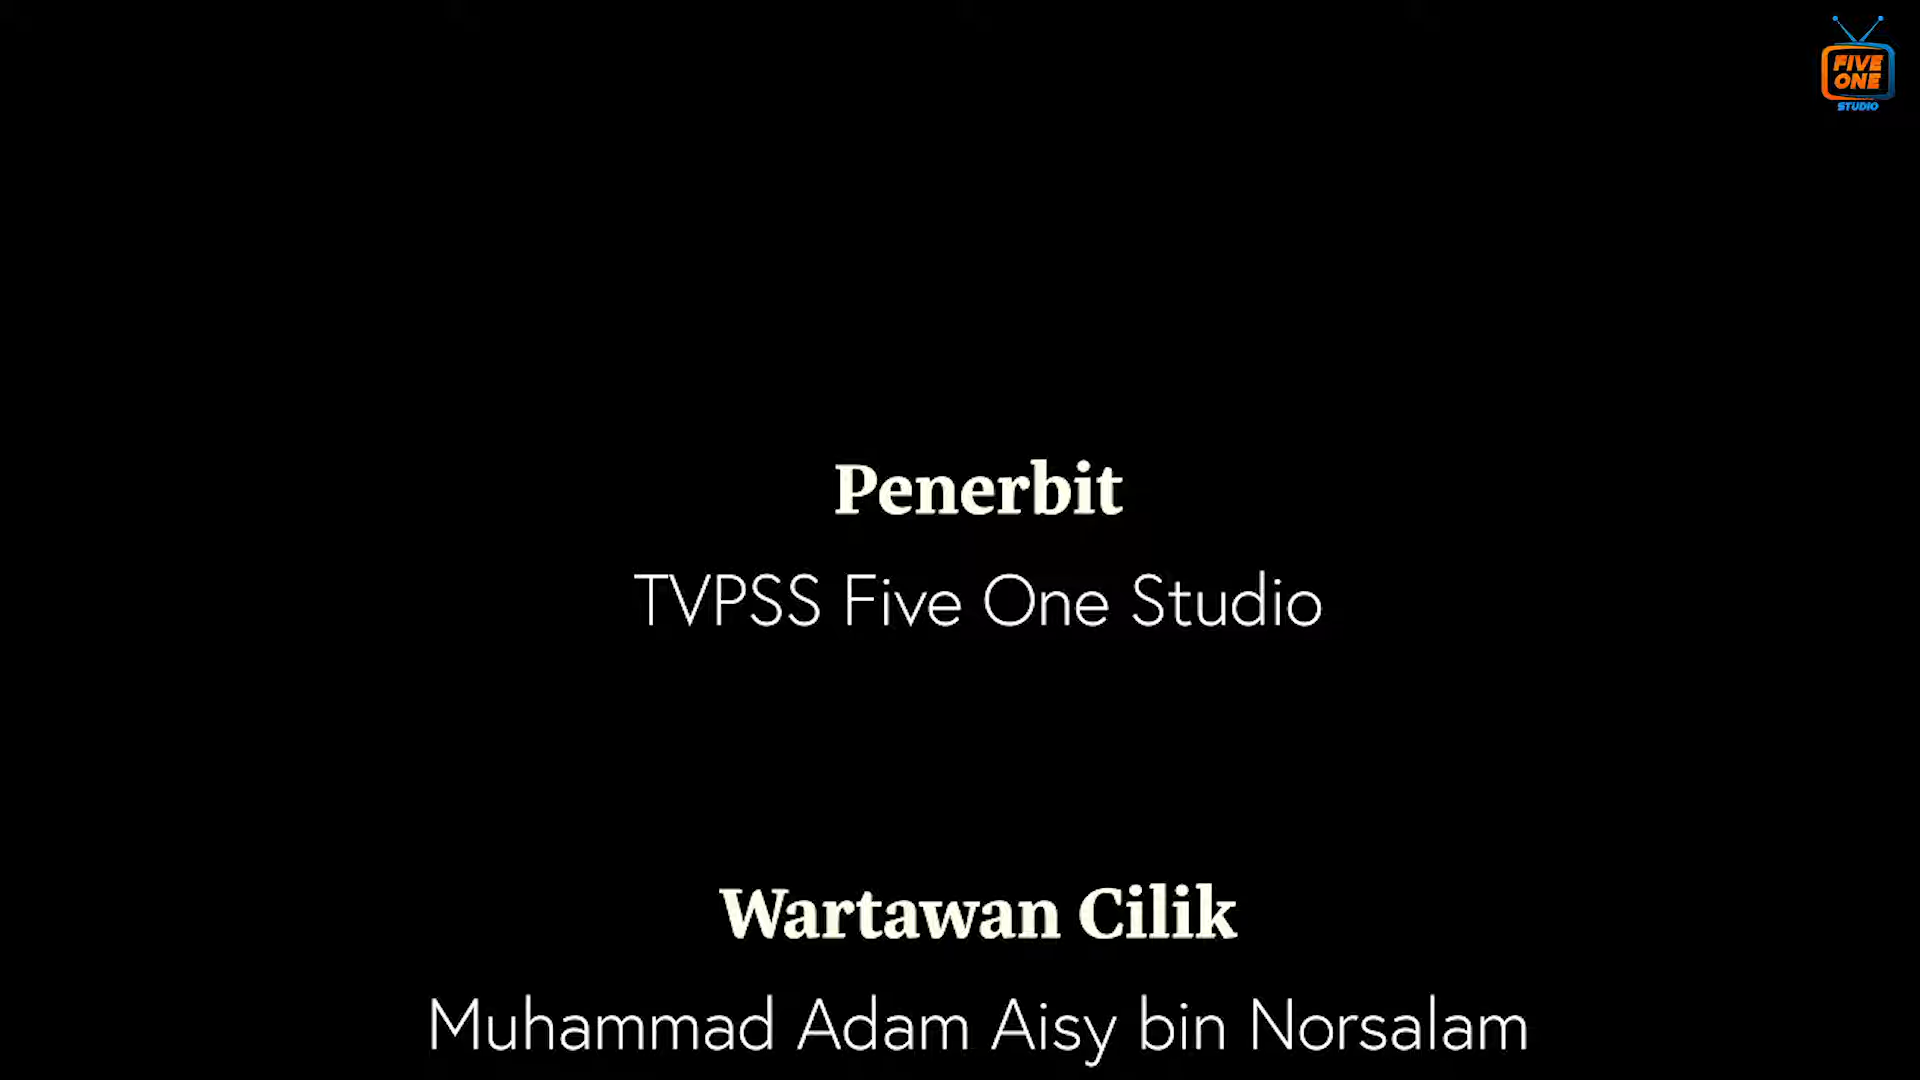 FIVE
ONE
STUDIO
Penerbit
TVPSS Five One Studio
Wartawan Cilik
Muhammad Adam Aisy bin Norsalam